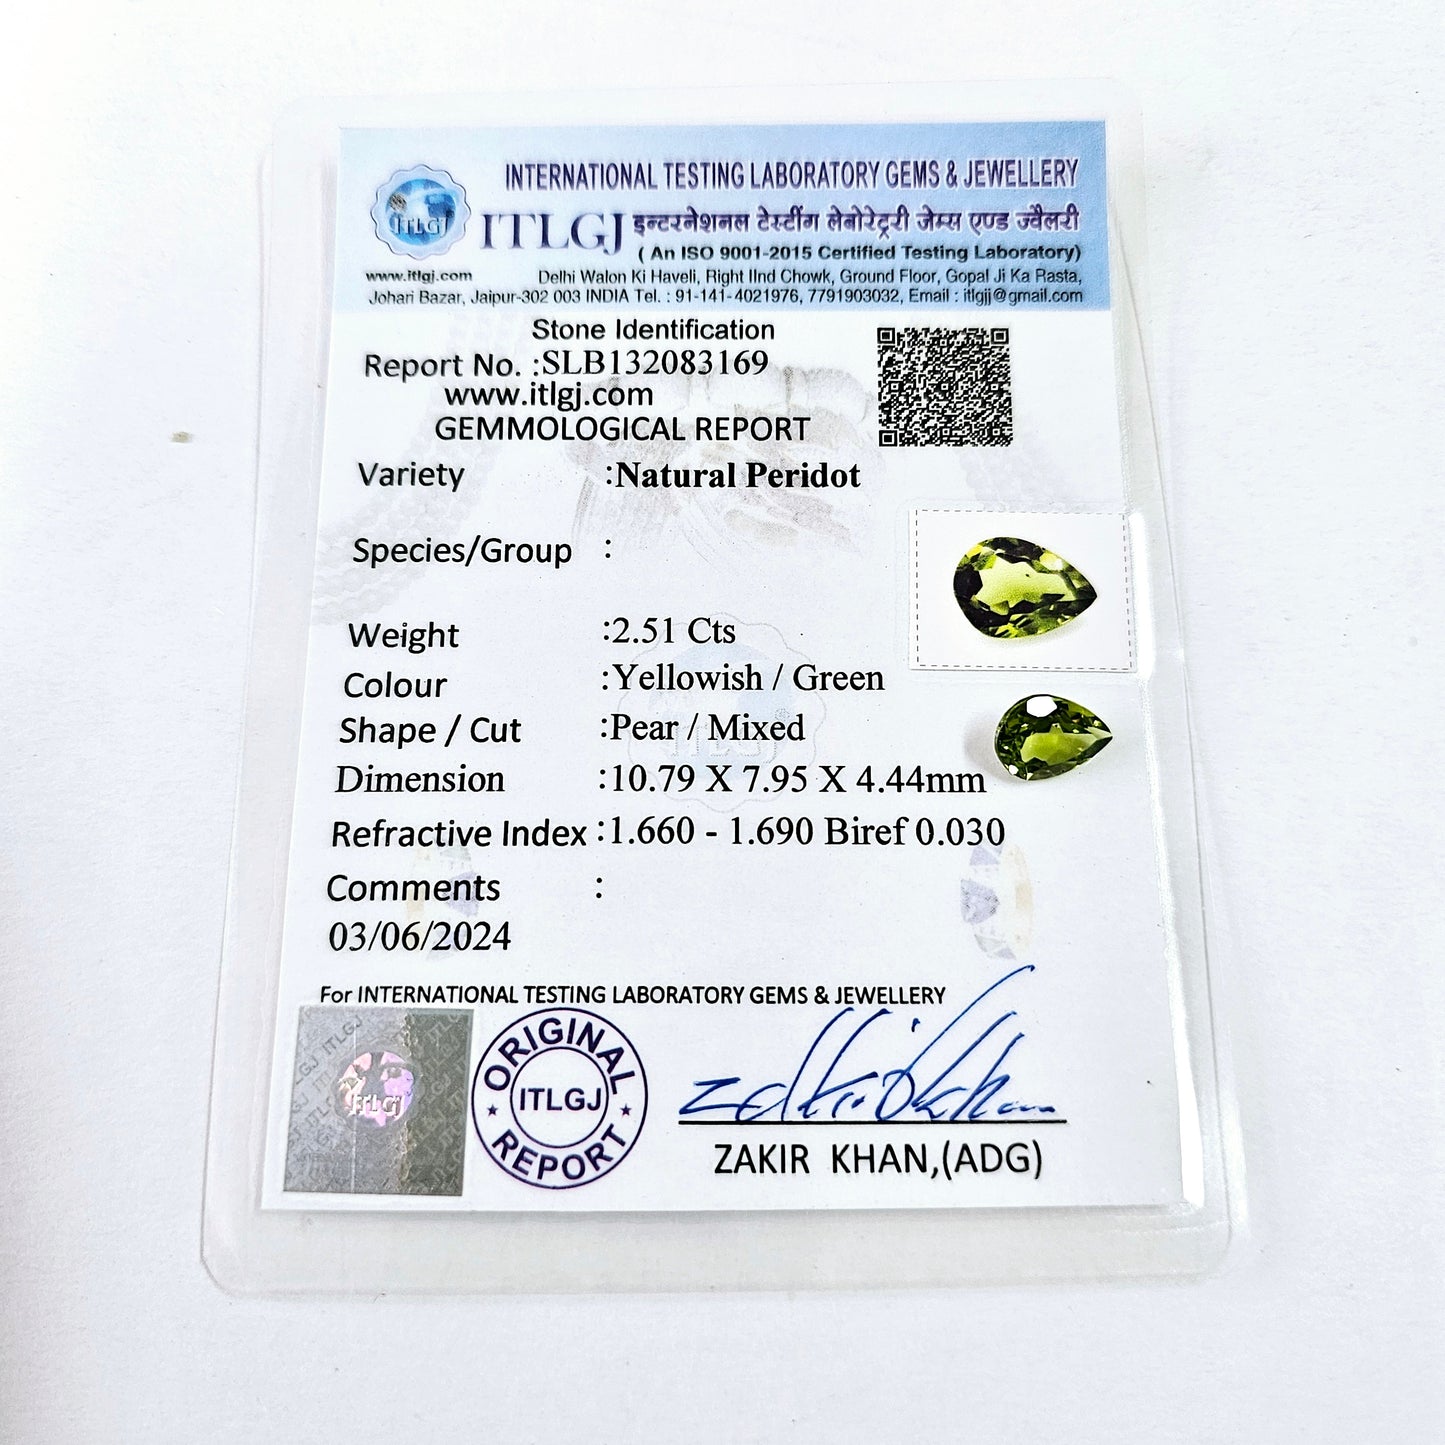 INTERNATIONAL TESTING LABORATORY GEMS & JEWELLERY
ITLGJ
ITLGJ इन्टरनेशनल टेस्टींग लेबोरेट्ररी जेम्स एण्ड ज्वैलरी
( An ISO 9001-2015 Certified Testing Laboratory)
www.itlgj.com Delhi Walon Ki Haveli, Right IInd Chowk, Ground Floor, Gopal Ji Ka Rasta,
Johari Bazar, Jaipur-302 003 INDIA Tel. : 91-141-4021976, 7791903032, Email : itlgjj@gmail.com
Stone Identification
Report No. :SLB132083169
www.itlgj.com
GEMMOLOGICAL REPORT
Variety :Natural Peridot
Species/Group :
Weight :2.51 Cts
Colour :Yellowish / Green
Shape / Cut :Pear / Mixed
Dimension :10.79 X 7.95 X 4.44mm
Refractive Index :1.660 - 1.690 Biref 0.030
Comments :
03/06/2024
For INTERNATIONAL TESTING LABORATORY GEMS & JEWELLERY
ITLGJ
ORIGINAL
ITLGJ
REPORT
ZAKIR KHAN,(ADG)